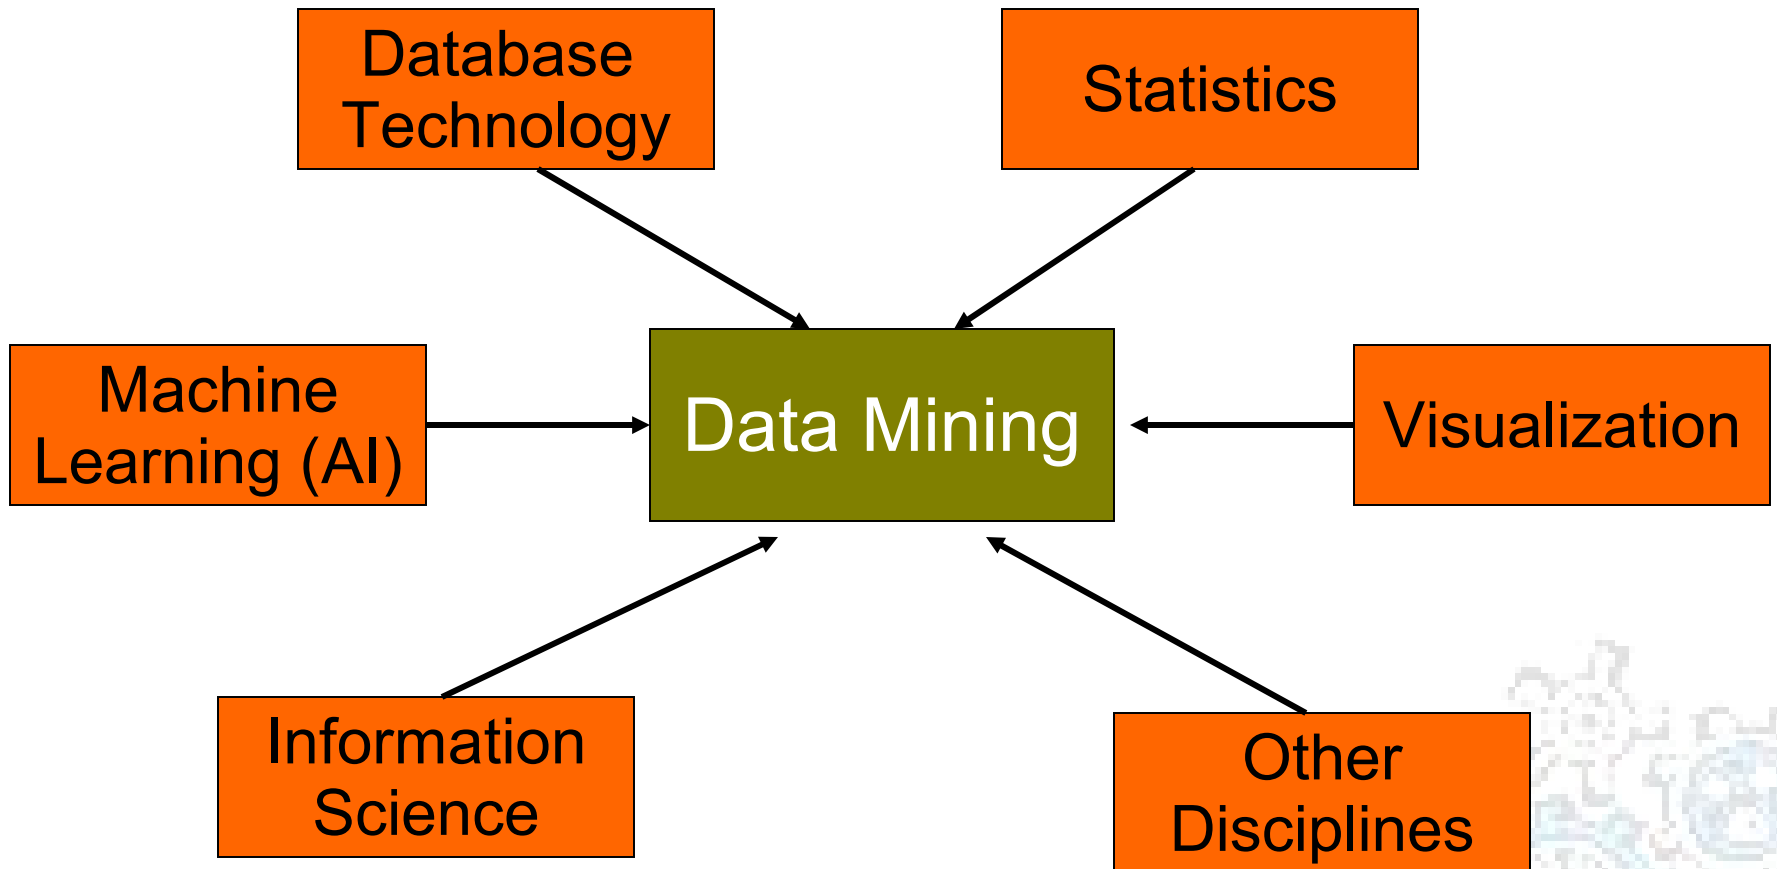 Database
Technology
Statistics
Machine
Learning (AI)
Data Mining
Visualization
Information
Science
Other
Disciplines